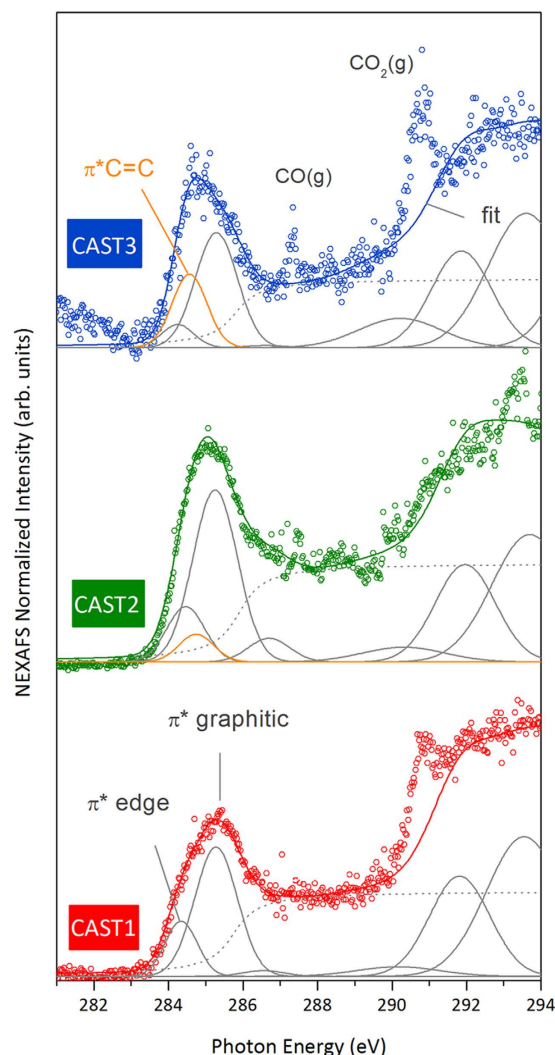 CO₂(g)
π*C=C
CO(g)
fit
CAST3
NEXAFS Normalized Intensity (arb. units)
CAST2
π* graphitic
π* edge
CAST1
282 284 286 288 290 292 294
Photon Energy (eV)